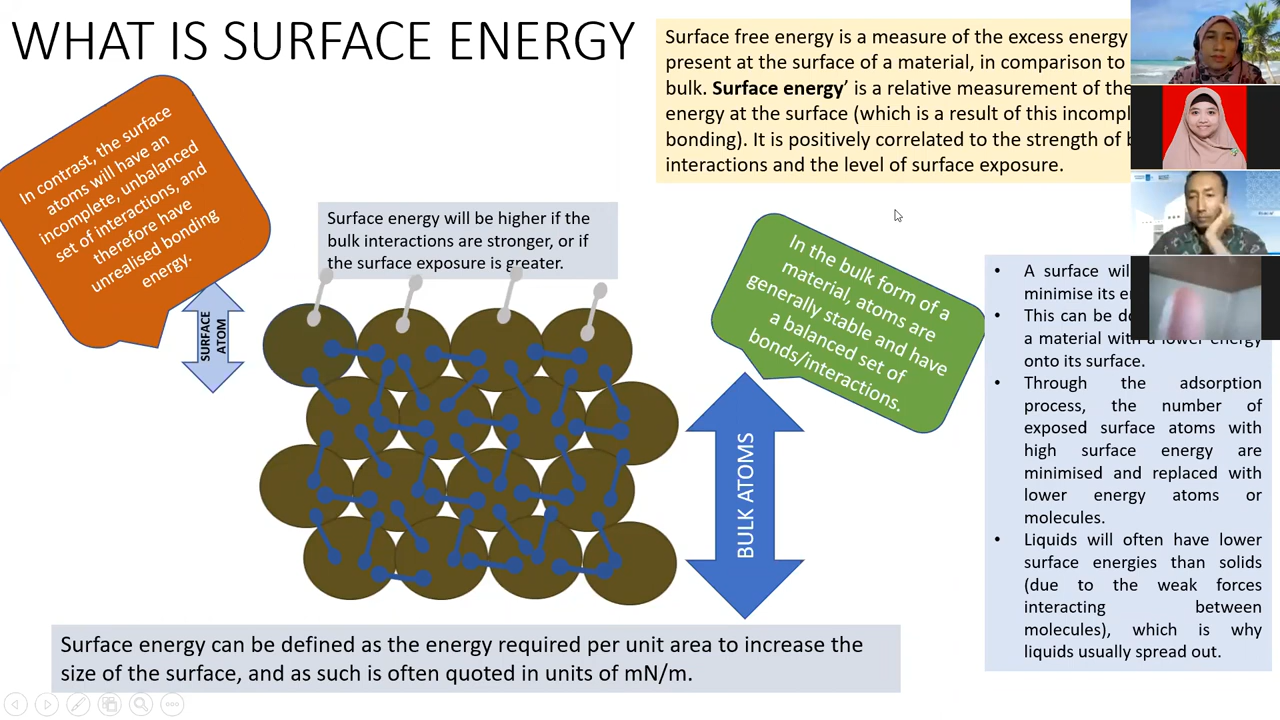 WHAT IS SURFACE ENERGY
Surface free energy is a measure of the excess energy
present at the surface of a material, in comparison to
bulk. Surface energy’ is a relative measurement of the
energy at the surface (which is a result of this incompl
bonding). It is positively correlated to the strength of
interactions and the level of surface exposure.
In contrast, the surface
atoms will have an
incomplete, unbalanced
set of interactions, and
therefore have
unrealised bonding
energy.
Surface energy will be higher if the
bulk interactions are stronger, or if
the surface exposure is greater.
SURFACE
ATOM
In the bulk form of a
material, atoms are
generally stable and have
a balanced set of
bonds/interactions.
BULK ATOMS
• A surface will
minimise its
• This can be
a material with a lower energy
onto its surface.
• Through the adsorption
process, the number of
exposed surface atoms with
high surface energy are
minimised and replaced with
lower energy atoms or
molecules.
• Liquids will often have lower
surface energies than solids
(due to the weak forces
interacting between
molecules), which is why
liquids usually spread out.
Surface energy can be defined as the energy required per unit area to increase the
size of the surface, and as such is often quoted in units of mN/m.